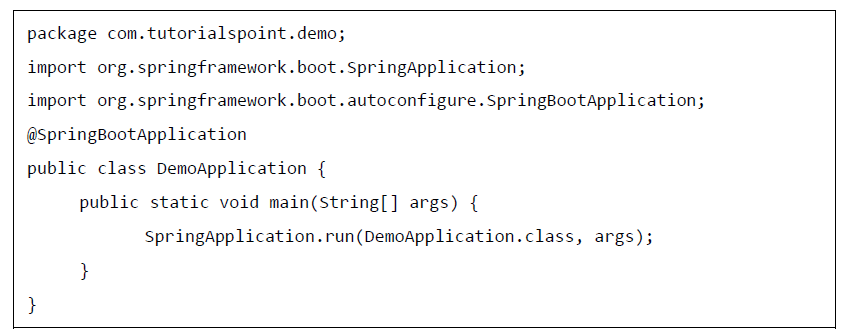 package com.tutorialspoint.demo;
import org.springframework.boot.SpringApplication;
import org.springframework.boot.autoconfigure.SpringBootApplication;
@SpringBootApplication
public class DemoApplication {
public static void main(String[] args) {
SpringApplication.run(DemoApplication.class, args);
}
}